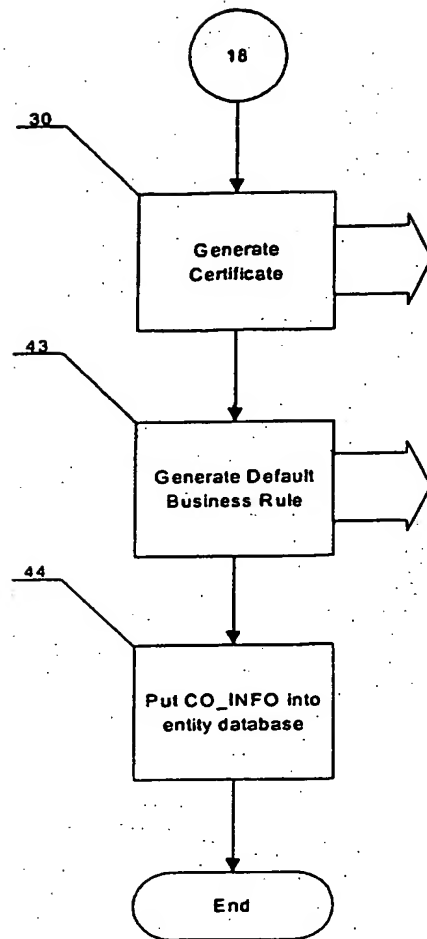 18
30
Generate
Certificate
43
Generate Default
Business Rule
44
Put CO_INFO into
entity database
End